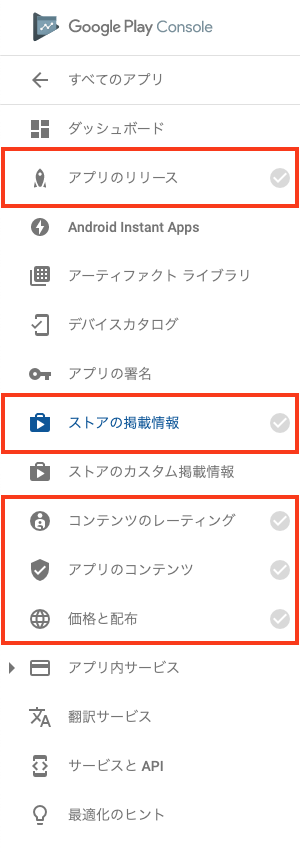 Google Play Console
すべてのアプリ
ダッシュボード
アプリのリリース
Android Instant Apps
アーティファクト ライブラリ
デバイスカタログ
アプリの署名
ストアの掲載情報
ストアのカスタム掲載情報
コンテンツのレーティング
アプリのコンテンツ
価格と配布
アプリ内サービス
翻訳サービス
サービスと API
最適化のヒント